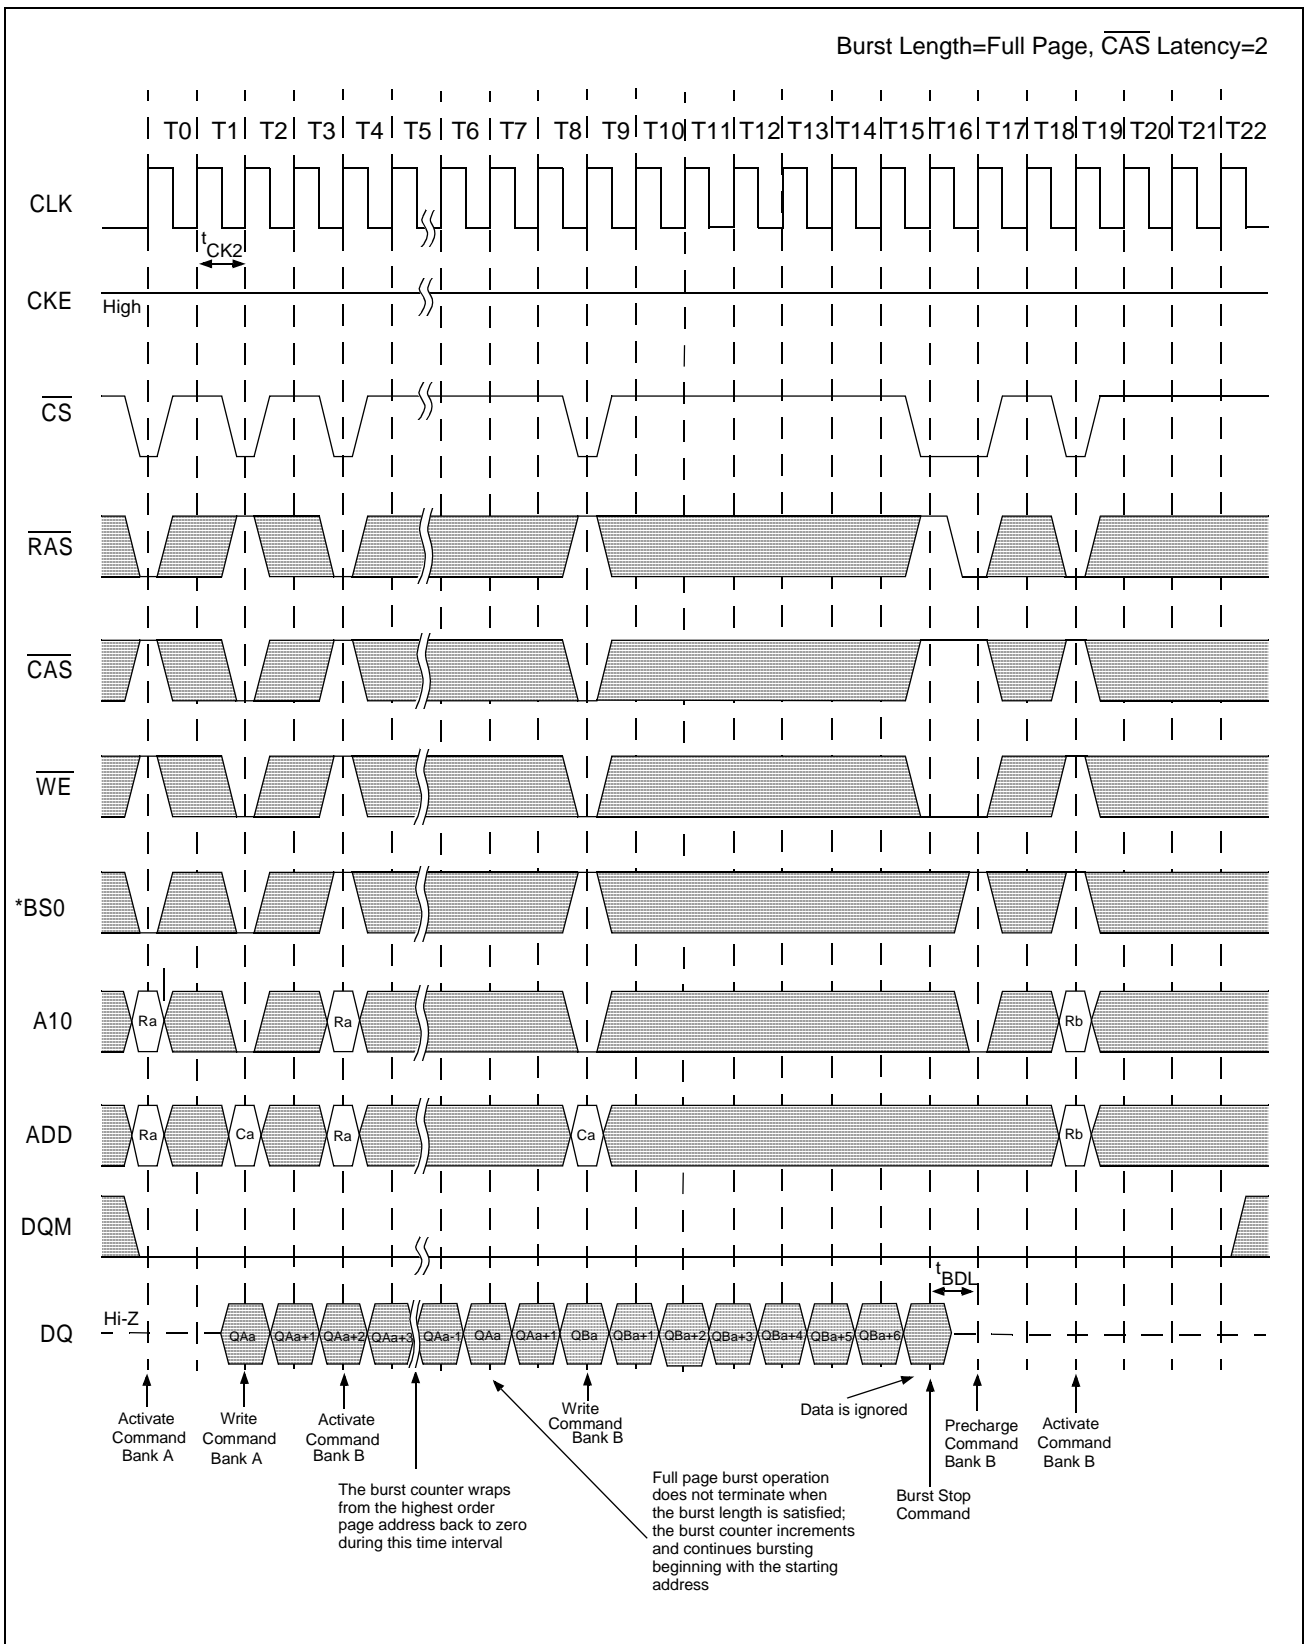 Burst Length=Full Page, CAS Latency=2
T0 T1 T2 T3 T4 T5 T6 T7 T8 T9 T10 T11 T12 T13 T14 T15 T16 T17 T18 T19 T20 T21 T22
CLK
tCK2
CKE
High
CS
RAS
CAS
WE
*BS0
A10
Ra
Ra
Rb
ADD
Ra
Ca
Ra
Ca
Rb
DQM
tBDL
DQ
Hi-Z
QAa QAa+1 QAa+2 QAa+3 QAa-1 QAa QAa+1 QBa QBa+1 QBa+2 QBa+3 QBa+4 QBa+5 QBa+6
Activate
Command
Bank A
Write
Command
Bank A
Activate
Command
Bank B
The burst counter wraps
from the highest order
page address back to zero
during this time interval
Write
Command
Bank B
Full page burst operation
does not terminate when
the burst length is satisfied;
the burst counter increments
and continues bursting
beginning with the starting
address
Data is ignored
Burst Stop
Command
Precharge
Command
Bank B
Activate
Command
Bank B